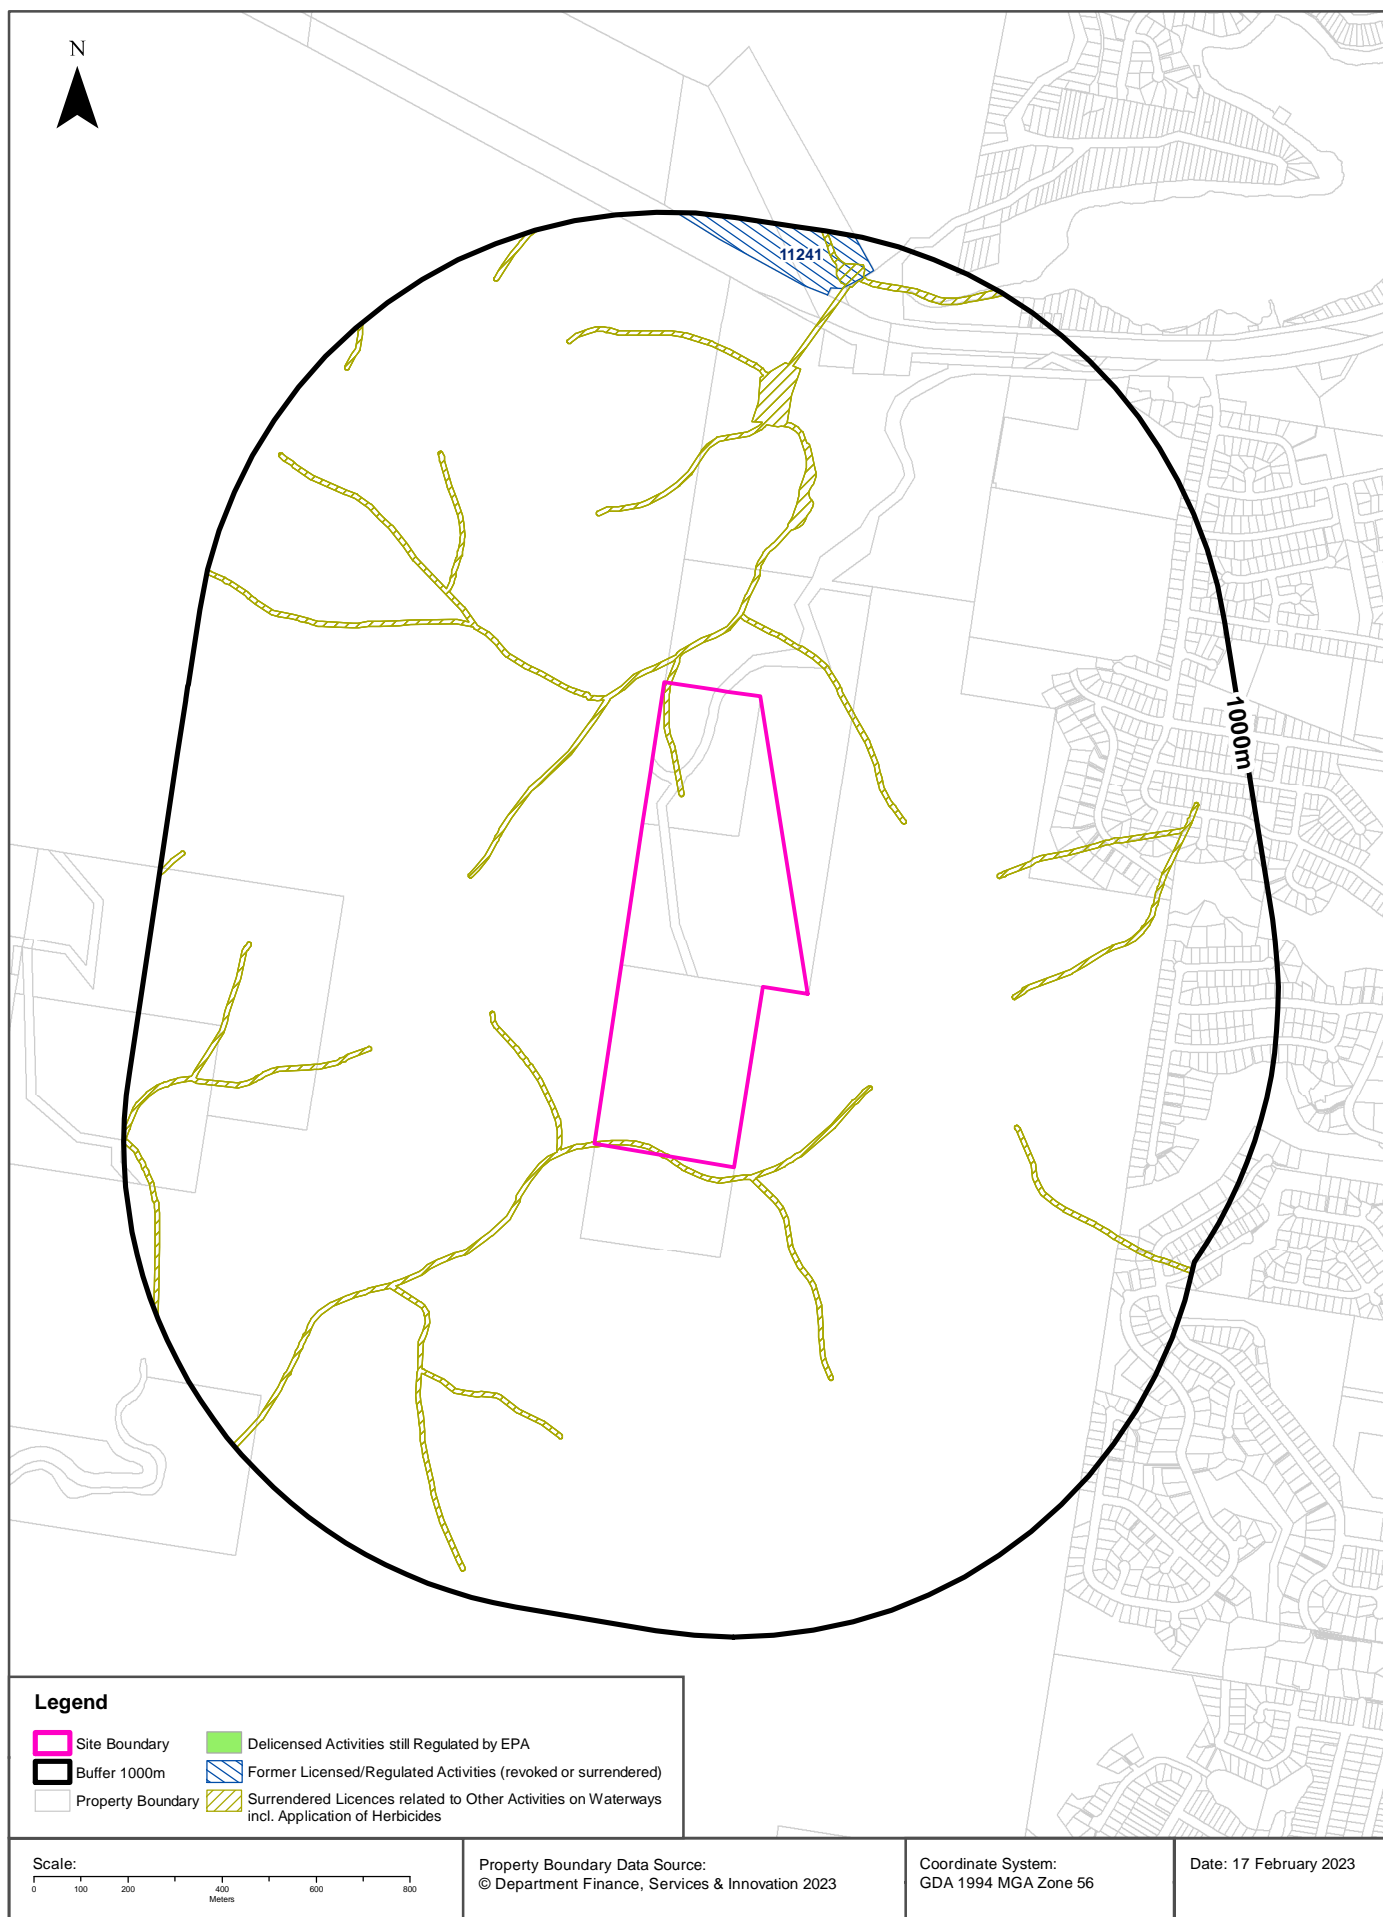 N
11241
1000m
Legend
Site Boundary
Buffer 1000m
Property Boundary
Delicensed Activities still Regulated by EPA
Former Licensed/Regulated Activities (revoked or surrendered)
Surrendered Licences related to Other Activities on Waterways
incl. Application of Herbicides
Scale:
0 100 200 400 600 800
Meters
Property Boundary Data Source:
© Department Finance, Services & Innovation 2023
Coordinate System:
GDA 1994 MGA Zone 56
Date: 17 February 2023